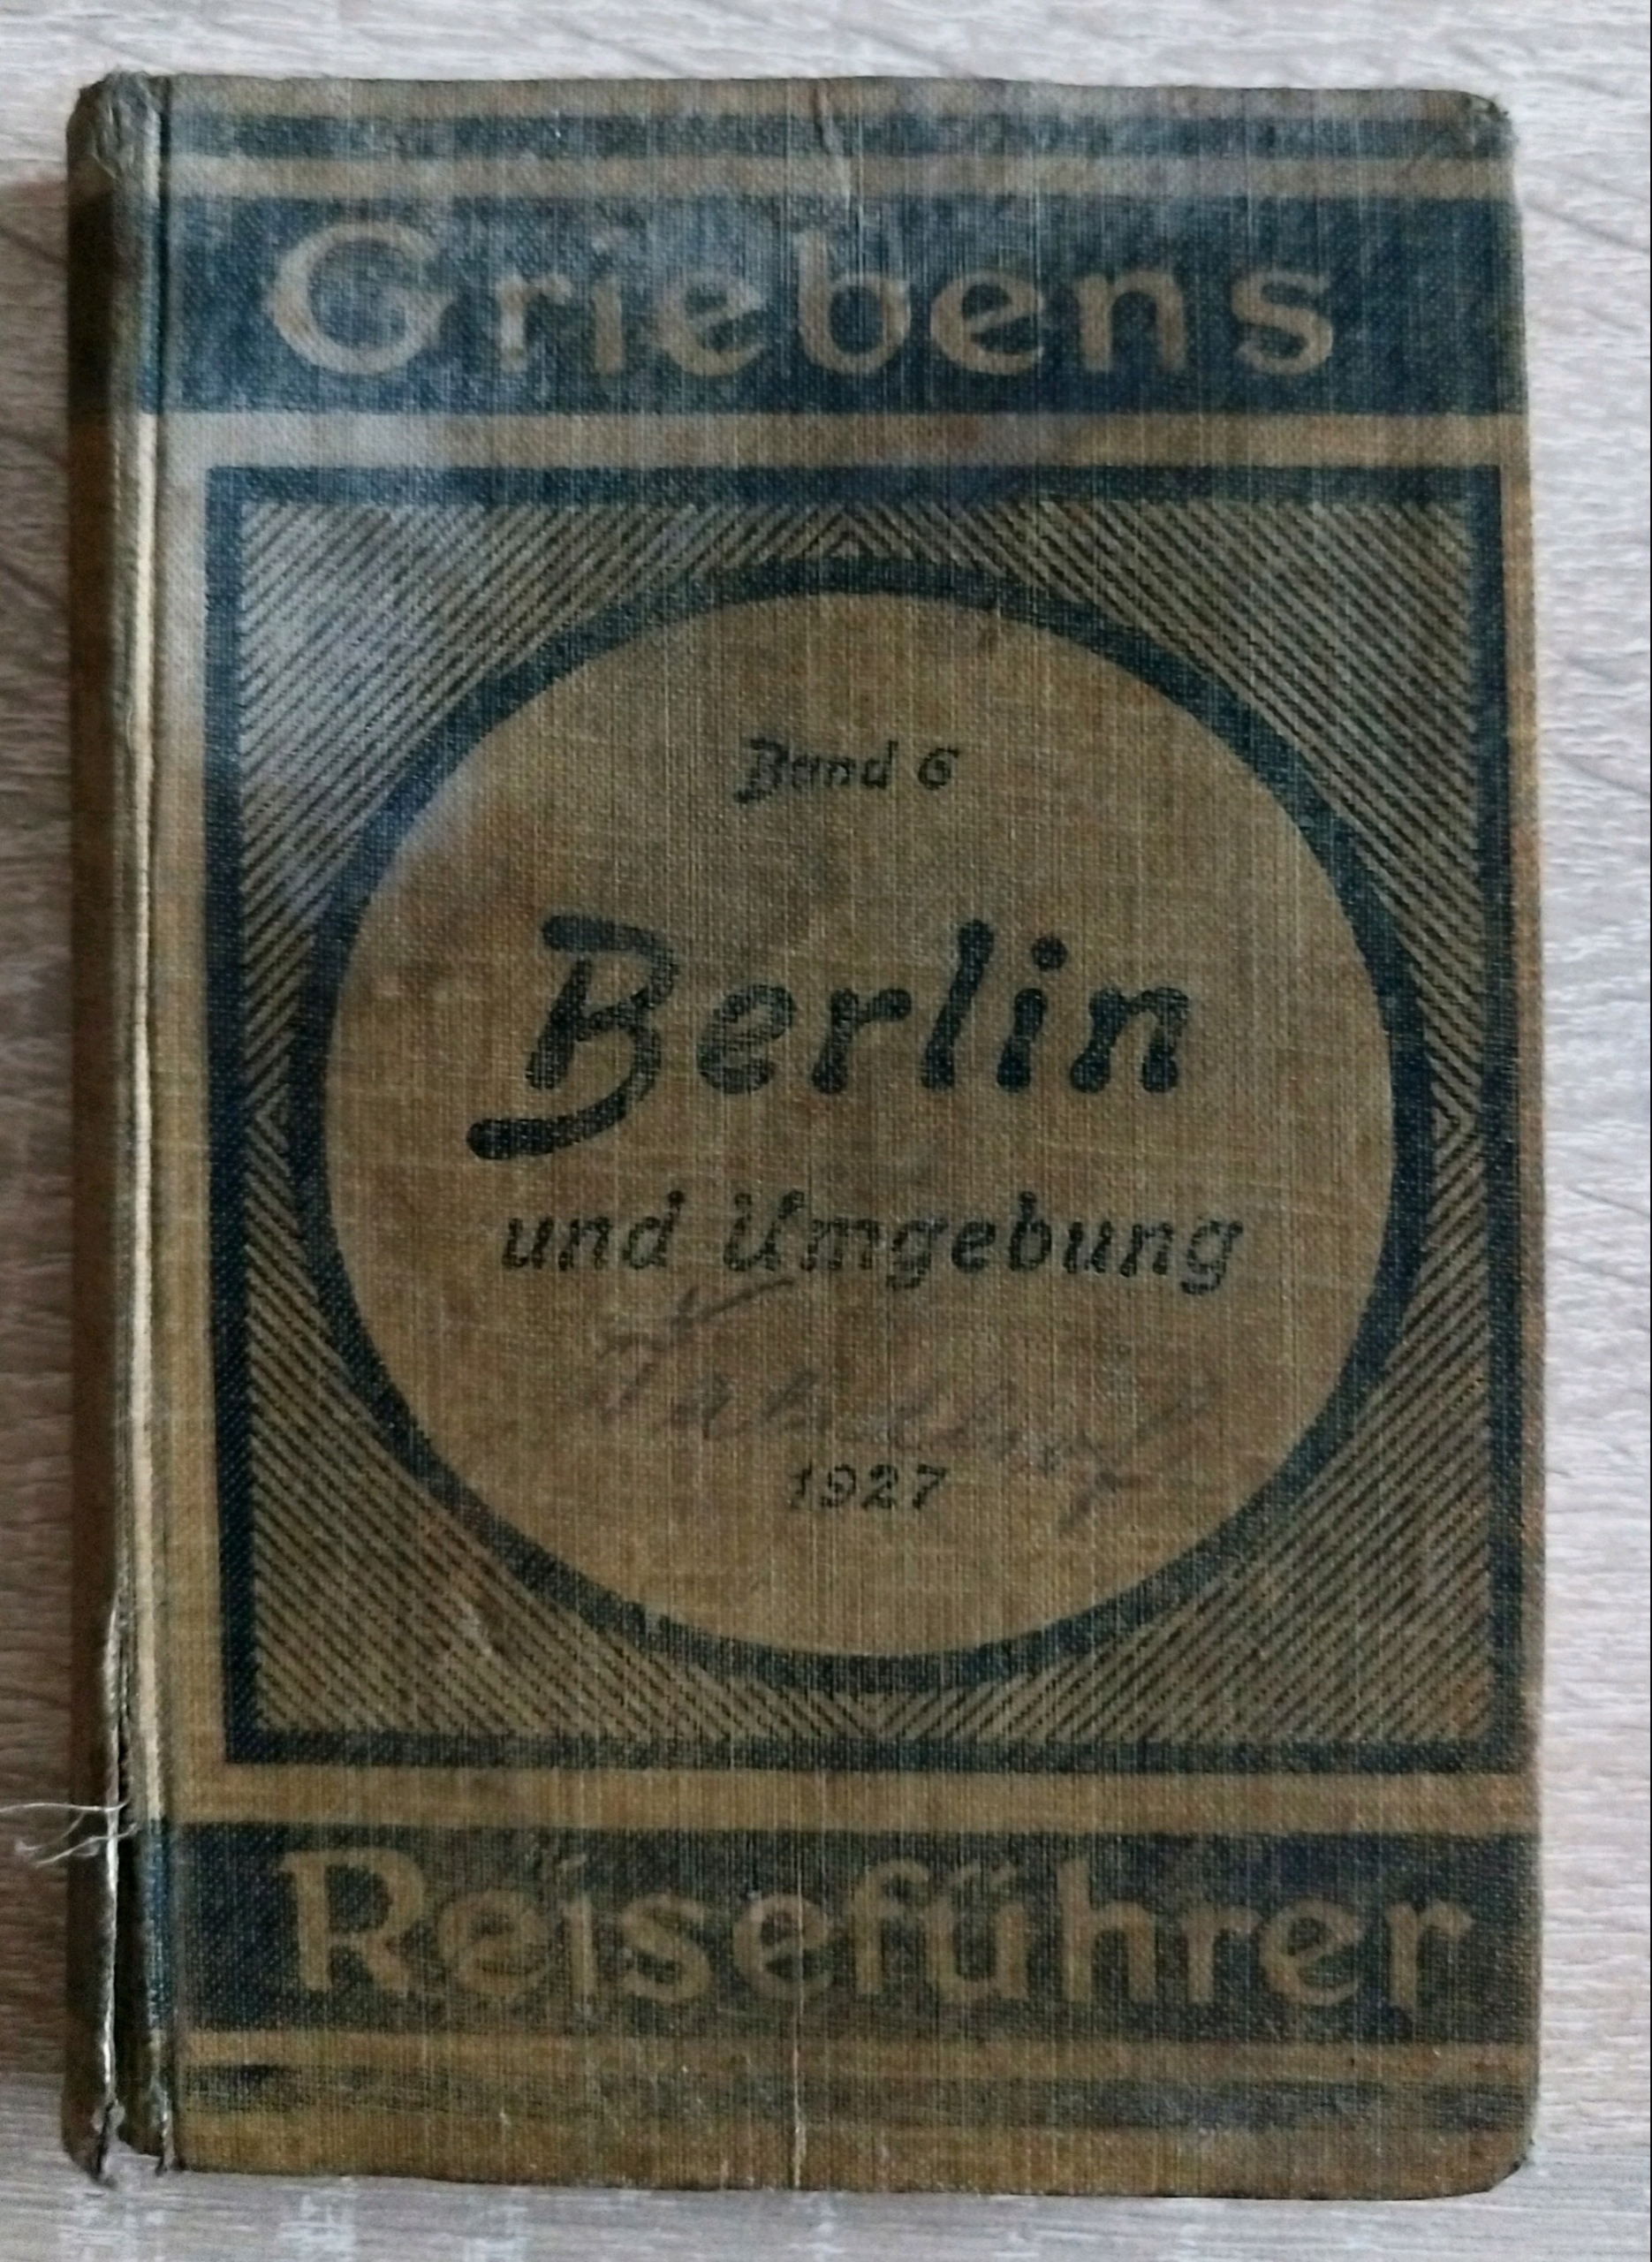 Griebens
Band 6
Berlin
und Umgebung
1927
Reiseführer